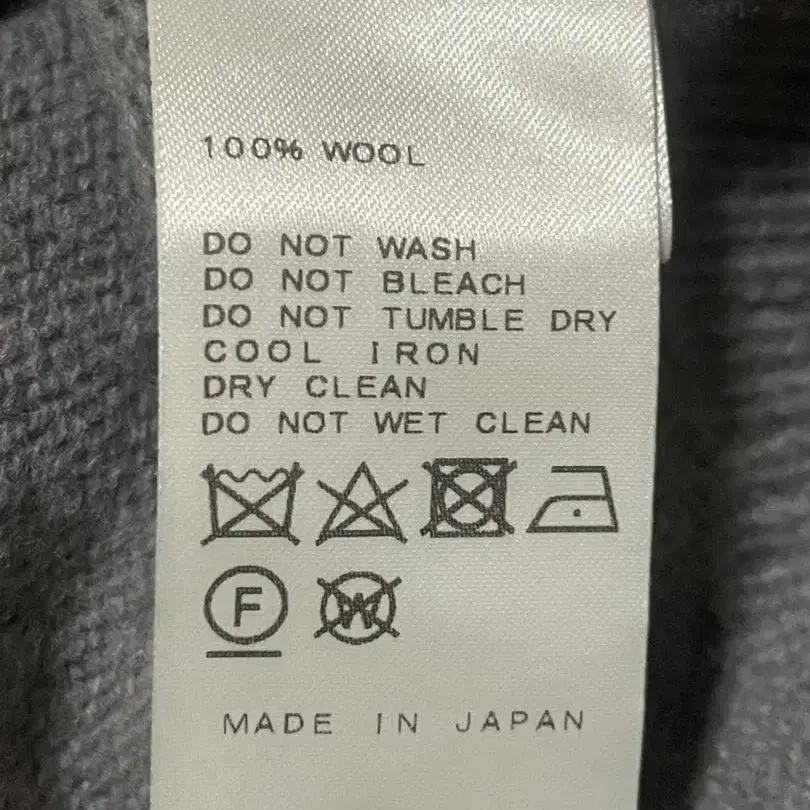 100% WOOL
DO NOT WASH
DO NOT BLEACH
DO NOT TUMBLE DRY
COOL IRON
DRY CLEAN
DO NOT WET CLEAN
F W
MADE IN JAPAN